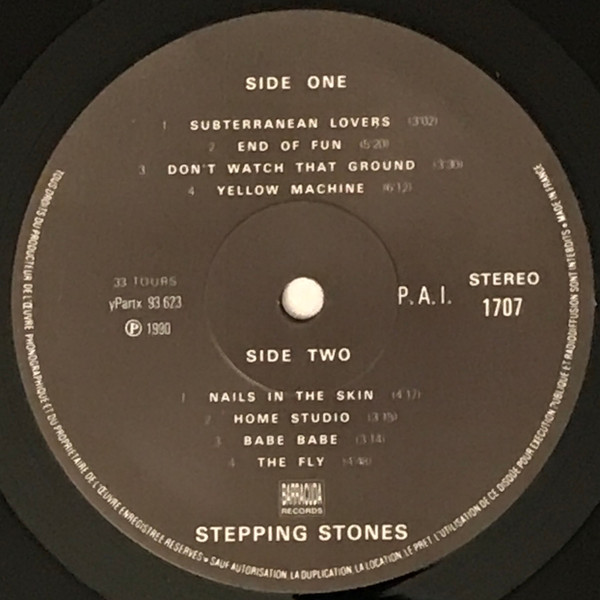 SIDE ONE
1 SUBTERRANEAN LOVERS (3'02)
2 END OF FUN (5:20)
3 DON'T WATCH THAT GROUND (3:30)
4 YELLOW MACHINE (6:12)
33 TOURS
yPartx 93 623
Ⓟ 1990
P.A.I.
STEREO
1707
SIDE TWO
1 NAILS IN THE SKIN (4:17)
2 HOME STUDIO (3:15)
3 BABE BABE (3:14)
4 THE FLY (4:48)
BARRACUDA
RECORDS
STEPPING STONES
TOUS DROITS DU PRODUCTEUR DE L'ŒUVRE PHONOGRAPHIQUE ET DU PROPRIETAIRE DE L'ŒUVRE ENREGISTREE RESERVES • SAUF AUTORISATION, LA DUPLICATION, LA LOCATION, LE PRET, L'UTILISATION DE CE DISQUE POUR EXECUTION PUBLIQUE ET RADIODIFFUSION SONT INTERDITS • MADE IN FRANCE